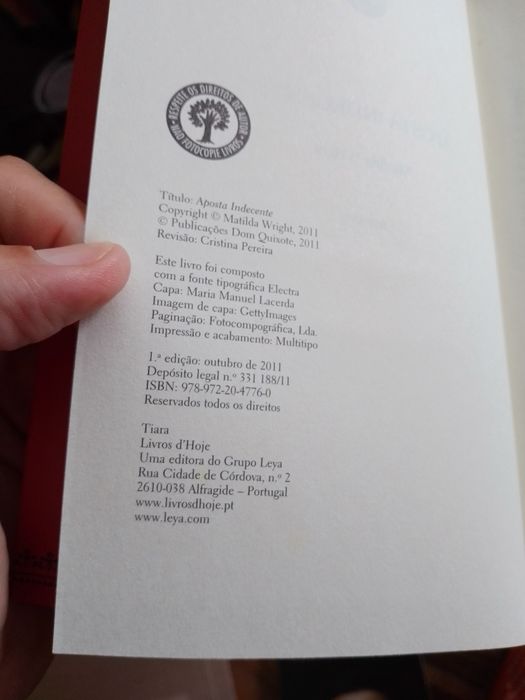 RESPEITE OS DIREITOS DE AUTOR
NÃO FOTOCOPIE LIVROS
Título: Aposta Indecente
Copyright © Matilda Wright, 2011
© Publicações Dom Quixote, 2011
Revisão: Cristina Pereira
Este livro foi composto
com a fonte tipográfica Electra
Capa: Maria Manuel Lacerda
Imagem de capa: GettyImages
Paginação: Fotocompográfica, Lda.
Impressão e acabamento: Multitipo
1.ª edição: outubro de 2011
Depósito legal n.º 331 188/11
ISBN: 978-972-20-4776-0
Reservados todos os direitos
Tiara
Livros d'Hoje
Uma editora do Grupo Leya
Rua Cidade de Córdova, n.º 2
2610-038 Alfragide – Portugal
www.livrosdhoje.pt
www.leya.com